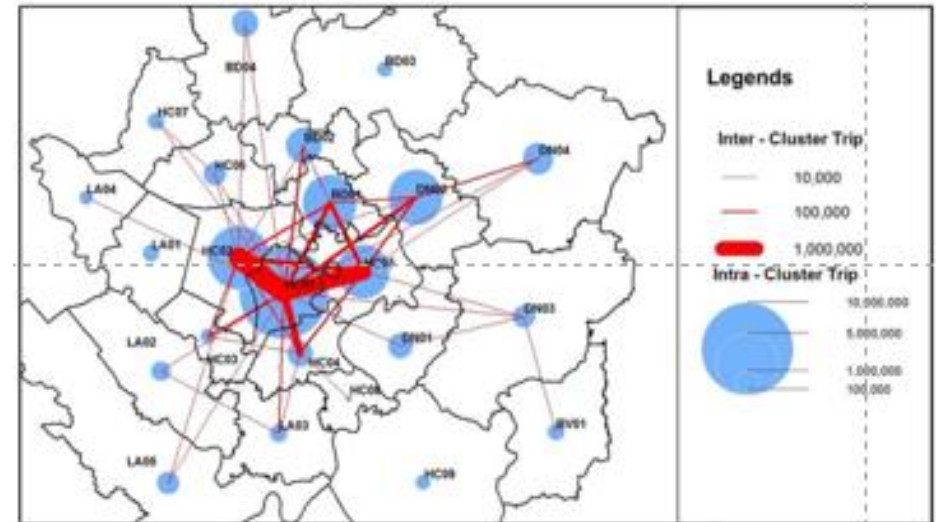 BD03
BD04
HC07
BD02
HC06
DN04
LA04
BD01
LA01
HC02
DN03
LA02
HC03
HC04
DN01
HC08
LA03
BV01
LA05
HC09
Legends
Inter - Cluster Trip
10,000
100,000
1,000,000
Intra - Cluster Trip
10,000,000
5,000,000
1,000,000
100,000